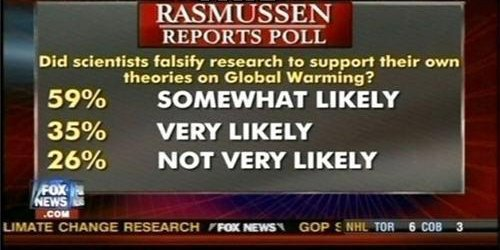 RASMUSSEN
REPORTS POLL
Did scientists falsify research to support their own
theories on Global Warming?
59% SOMEWHAT LIKELY
35% VERY LIKELY
26% NOT VERY LIKELY
FOX
NEWS
.COM
LIMATE CHANGE RESEARCH FOX NEWS GOP S NHL TOR 6 COB 3